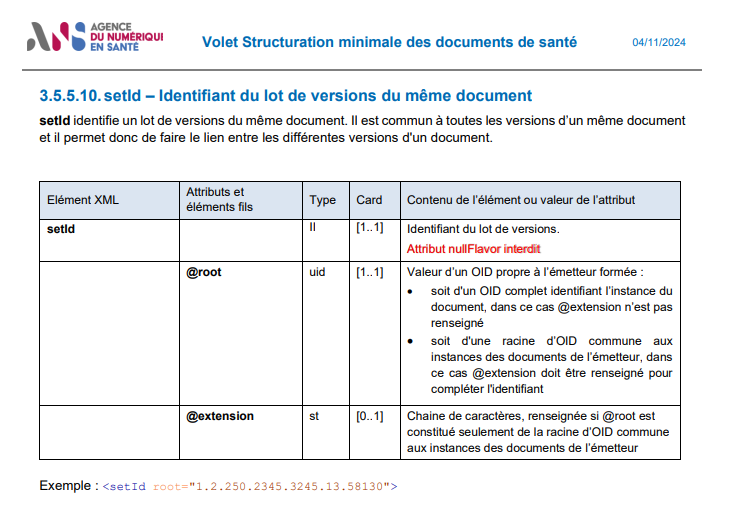 ANS
AGENCE
DU NUMÉRIQUE
EN SANTÉ
Volet Structuration minimale des documents de santé
04/11/2024
3.5.5.10. setId – Identifiant du lot de versions du même document
setId identifie un lot de versions du même document. Il est commun à toutes les versions d'un même document
et il permet donc de faire le lien entre les différentes versions d'un document.
Elément XML
Attributs et
éléments fils
Type
Card
Contenu de l'élément ou valeur de l'attribut
setId
II
[1..1]
Identifiant du lot de versions.
Attribut nullFlavor interdit
@root
uid
[1..1]
Valeur d'un OID propre à l'émetteur formée :
• soit d'un OID complet identifiant l'instance du
document, dans ce cas @extension n'est pas
renseigné
• soit d'une racine d'OID commune aux
instances des documents de l'émetteur, dans
ce cas @extension doit être renseigné pour
compléter l'identifiant
@extension
st
[0..1]
Chaine de caractères, renseignée si @root est
constitué seulement de la racine d'OID commune
aux instances des documents de l'émetteur
Exemple : <setId root="1.2.250.2345.3245.13.58130">